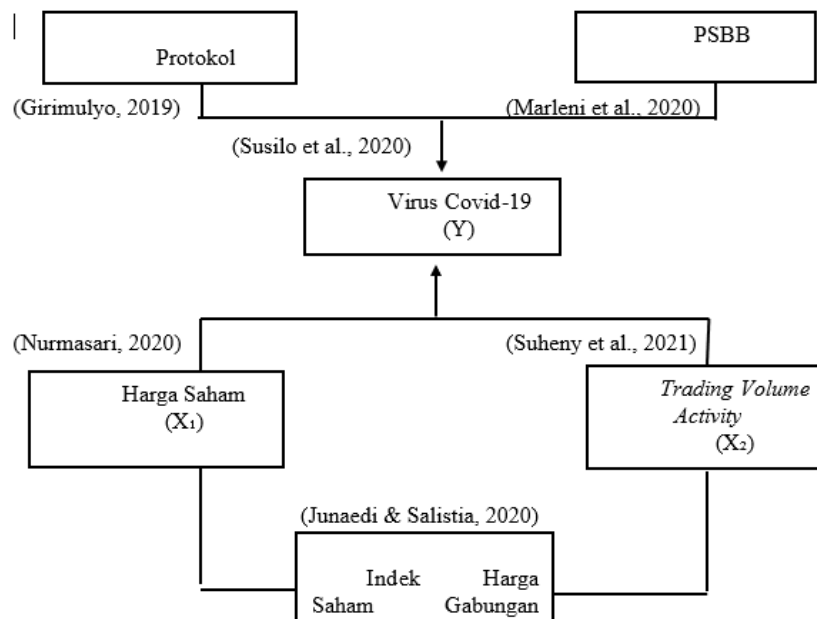 Protokol
PSBB
(Girimulyo, 2019)
(Marleni et al., 2020)
(Susilo et al., 2020)
Virus Covid-19
(Y)
(Nurmasari, 2020)
(Suheny et al., 2021)
Harga Saham
(X₁)
Trading Volume
Activity
(X₂)
(Junaedi & Salistia, 2020)
Indek Harga
Saham Gabungan